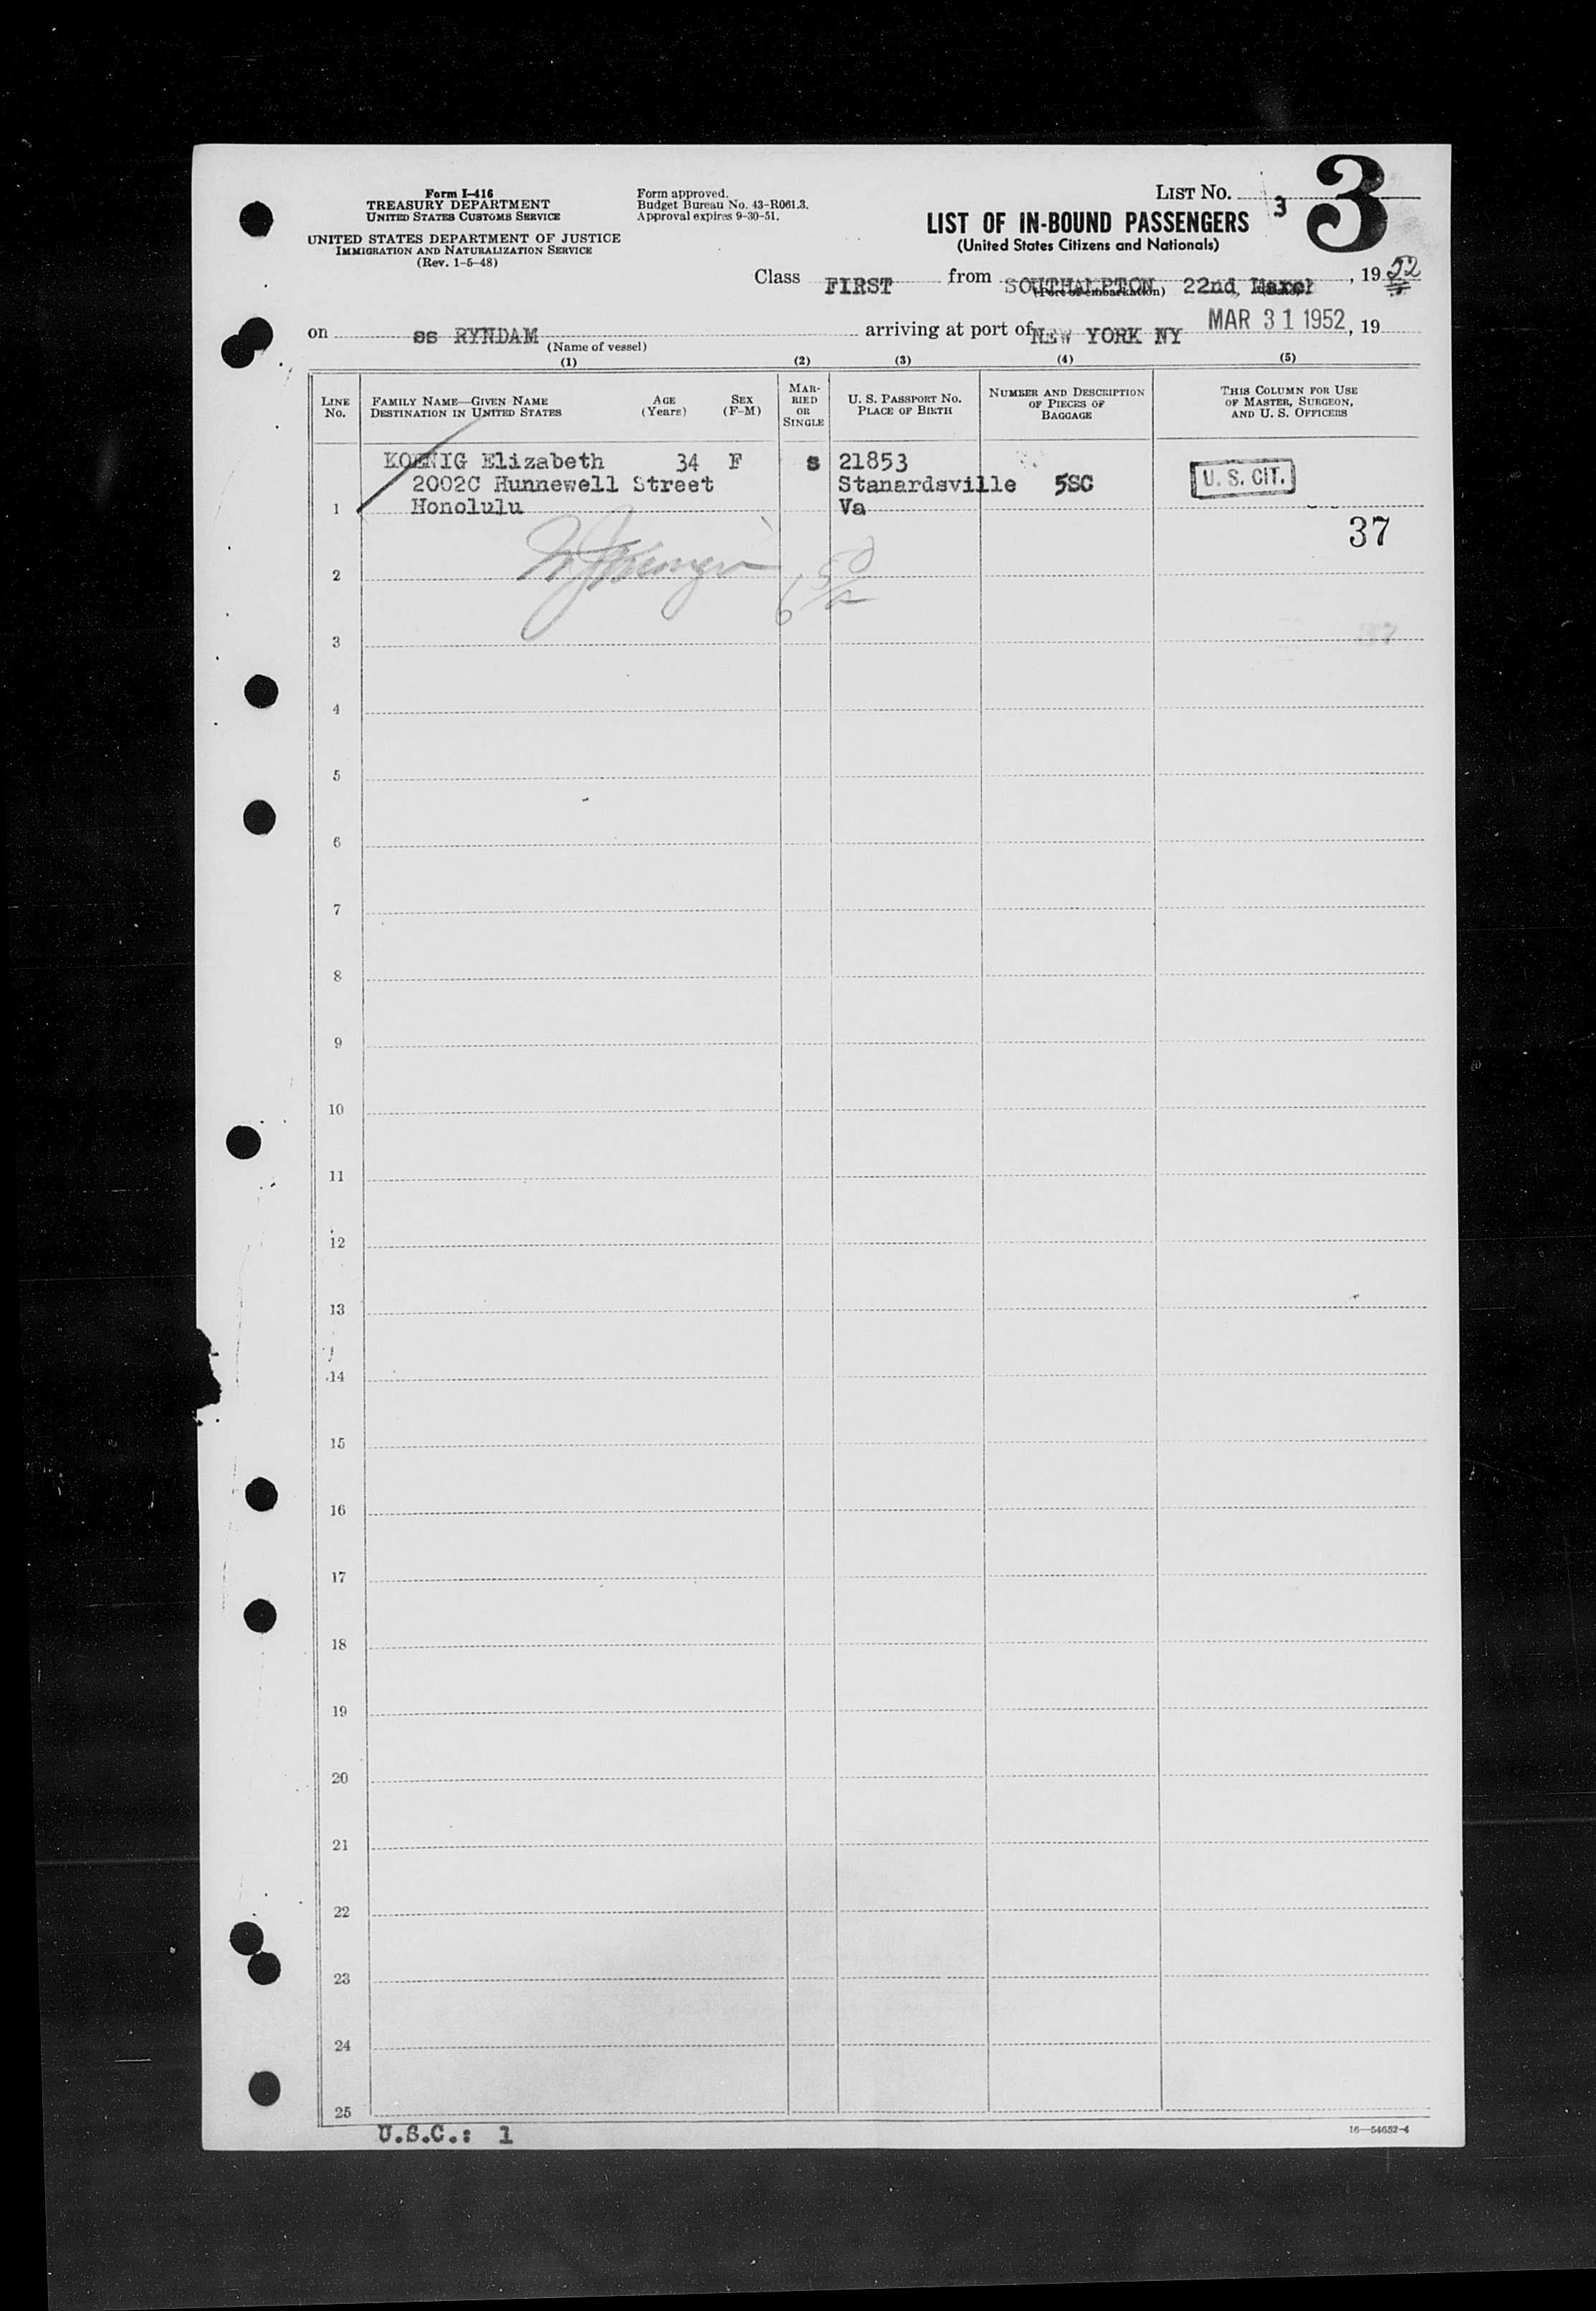 Form I-416
TREASURY DEPARTMENT
UNITED STATES CUSTOMS SERVICE
UNITED STATES DEPARTMENT OF JUSTICE
IMMIGRATION AND NATURALIZATION SERVICE
(Rev. 1-5-48)
Form approved.
Budget Bureau No. 43-R061.3.
Approval expires 9-30-51.
LIST NO. 3
3
LIST OF IN-BOUND PASSENGERS
(United States Citizens and Nationals)
Class FIRST from SOUTHAMPTON 22nd, 1952
(Port of embarkation)
on ss RYNDAM arriving at port of NEW YORK NY MAR 31 1952, 19
(Name of vessel)
(1) (2) (3) (4) (5)
LINE No.
FAMILY NAME—GIVEN NAME
DESTINATION IN UNITED STATES
AGE
(Years)
SEX
(F-M)
MAR-
RIED
OR
SINGLE
U. S. PASSPORT NO.
PLACE OF BIRTH
NUMBER AND DESCRIPTION
OF PIECES OF
BAGGAGE
THIS COLUMN FOR USE
OF MASTER, SURGEON,
AND U. S. OFFICERS
KOENIG Elizabeth 34 F s 21853
2002C Hunnewell Street Stanardsville 5SC U. S. CIT.
1 Honolulu Va
37
2
3
4
5
6
7
8
9
10
11
12
13
14
15
16
17
18
19
20
21
22
23
24
25
U.S.C.: 1
16—54652-4